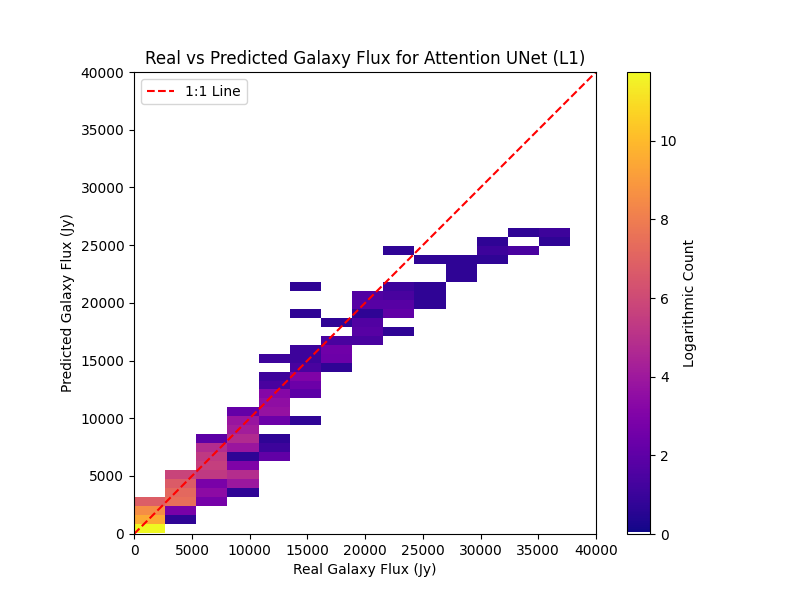 Real vs Predicted Galaxy Flux for Attention UNet (L1)
1:1 Line
40000
35000
30000
25000
20000
15000
10000
5000
0
Predicted Galaxy Flux (Jy)
0 5000 10000 15000 20000 25000 30000 35000 40000
Real Galaxy Flux (Jy)
10
8
6
4
2
0
Logarithmic Count